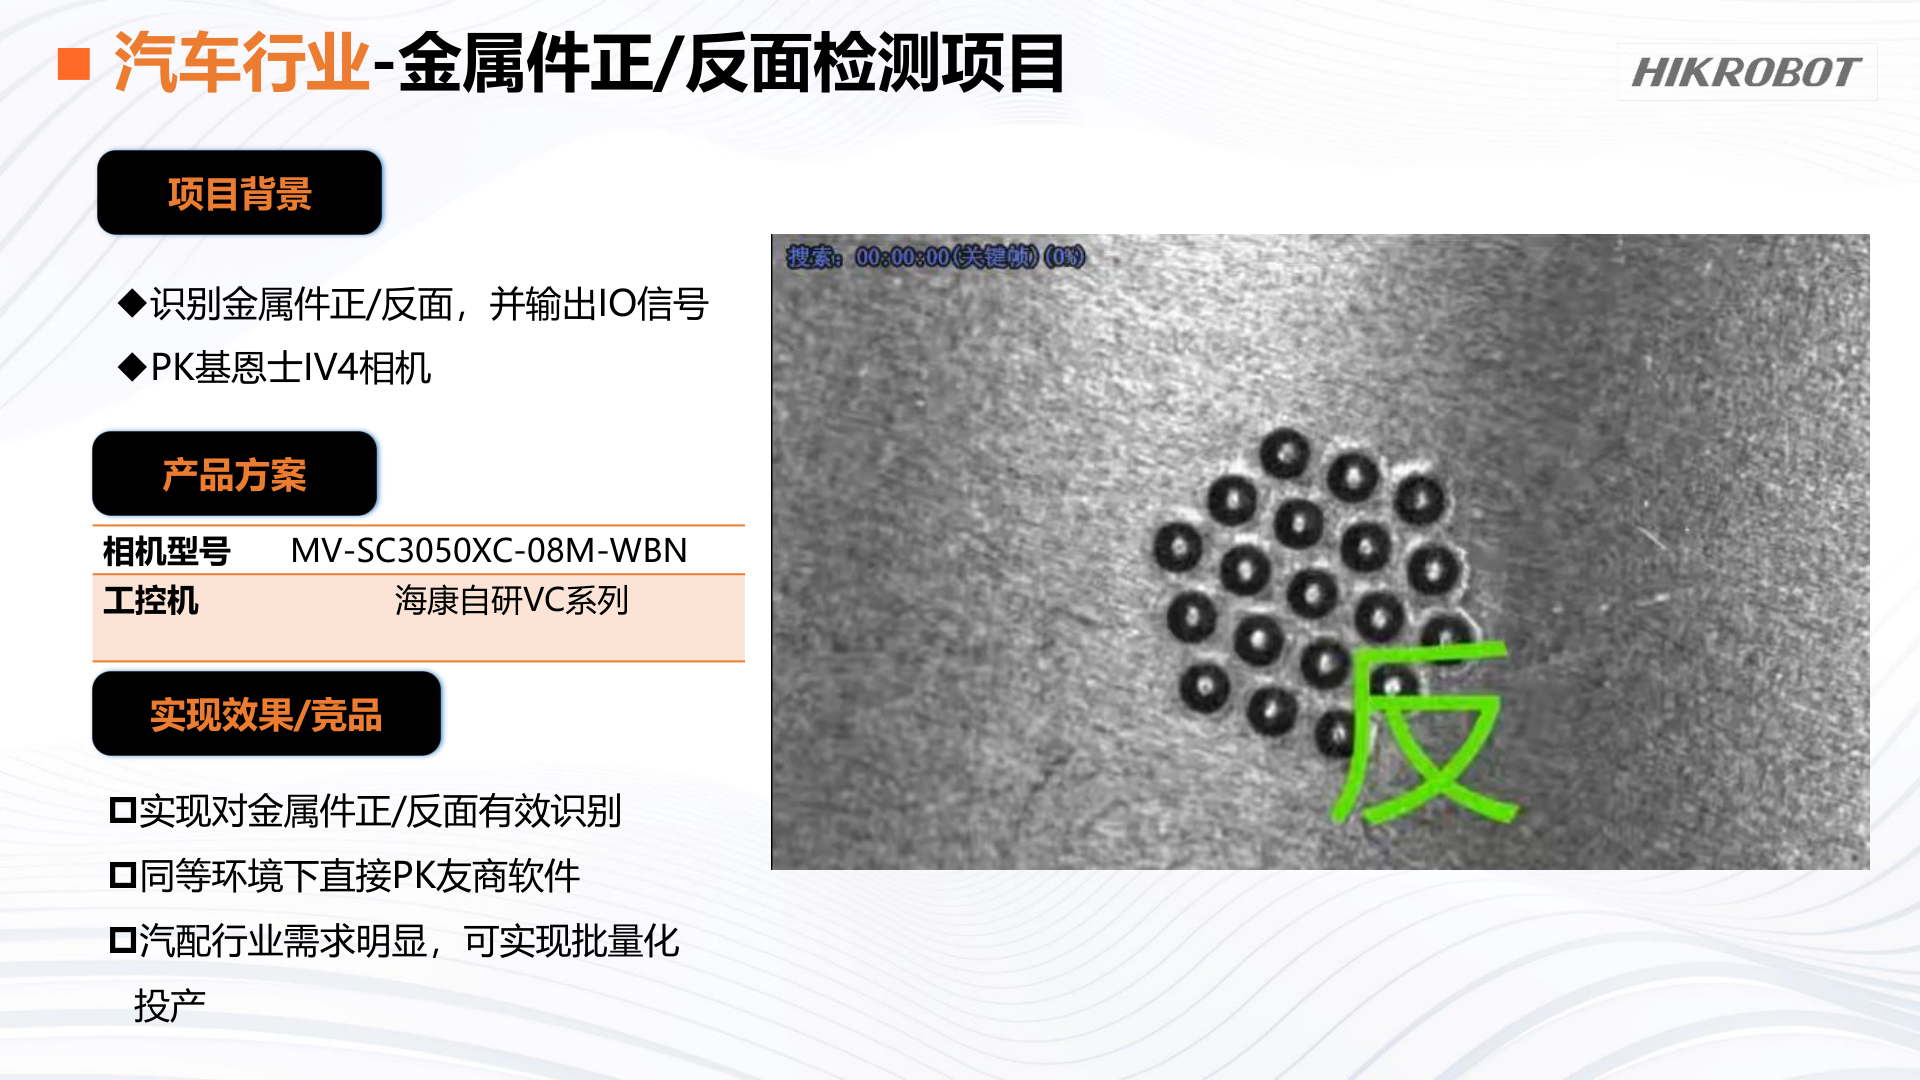 汽车行业-金属件正/反面检测项目
HIKROBOT
项目背景
◆识别金属件正/反面，并输出IO信号
◆PK基恩士IV4相机
产品方案
相机型号 MV-SC3050XC-08M-WBN
工控机 海康自研VC系列
实现效果/竞品
实现对金属件正/反面有效识别
同等环境下直接PK友商软件
汽配行业需求明显，可实现批量化
投产
搜索: 00:00:00(关键帧)(0%)
反